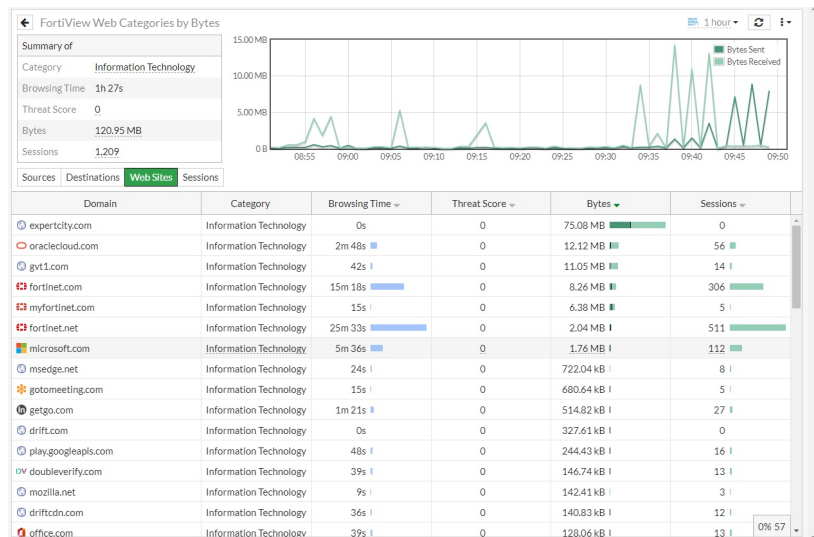 FortiView Web Categories by Bytes
1 hour
Summary of
Category Information Technology
Browsing Time 1h 27s
Threat Score 0
Bytes 120.95 MB
Sessions 1,209
15.00 MB
10.00 MB
5.00 MB
0 B
Bytes Sent
Bytes Received
08:55 09:00 09:05 09:10 09:15 09:20 09:25 09:30 09:35 09:40 09:45 09:50
Sources Destinations Web Sites Sessions
Domain Category Browsing Time Threat Score Bytes Sessions
expertcity.com Information Technology 0s 0 75.08 MB 0
oraclecloud.com Information Technology 2m 48s 0 12.12 MB 56
gvt1.com Information Technology 42s 0 11.05 MB 14
fortinet.com Information Technology 15m 18s 0 8.26 MB 306
myfortinet.com Information Technology 15s 0 6.38 MB 5
fortinet.net Information Technology 25m 33s 0 2.04 MB 511
microsoft.com Information Technology 5m 36s 0 1.76 MB 112
msedge.net Information Technology 24s 0 722.04 kB 8
gotomeeting.com Information Technology 15s 0 680.64 kB 5
getgo.com Information Technology 1m 21s 0 514.82 kB 27
drift.com Information Technology 0s 0 327.61 kB 0
play.googleapis.com Information Technology 48s 0 244.43 kB 16
DV doubleverify.com Information Technology 39s 0 146.74 kB 13
mozilla.net Information Technology 9s 0 142.41 kB 3
driftcdn.com Information Technology 36s 0 140.83 kB 12
office.com Information Technology 39s 0 128.06 kB 13
0% 57